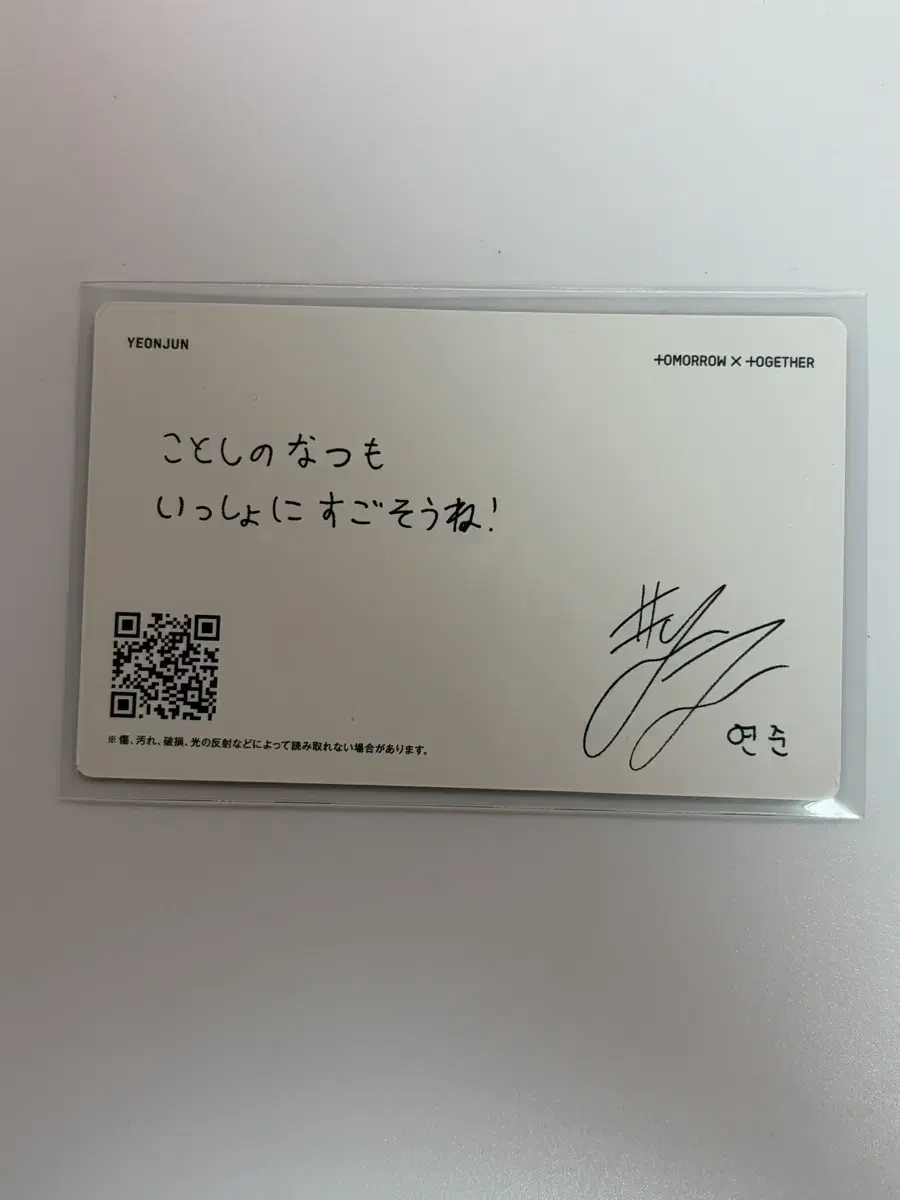 YEONJUN
TOMORROW X TOGETHER
ことしのなつも
いっしょにすごそうね!
※傷、汚れ、破損、光の反射などによって読み取れない場合があります。
연준